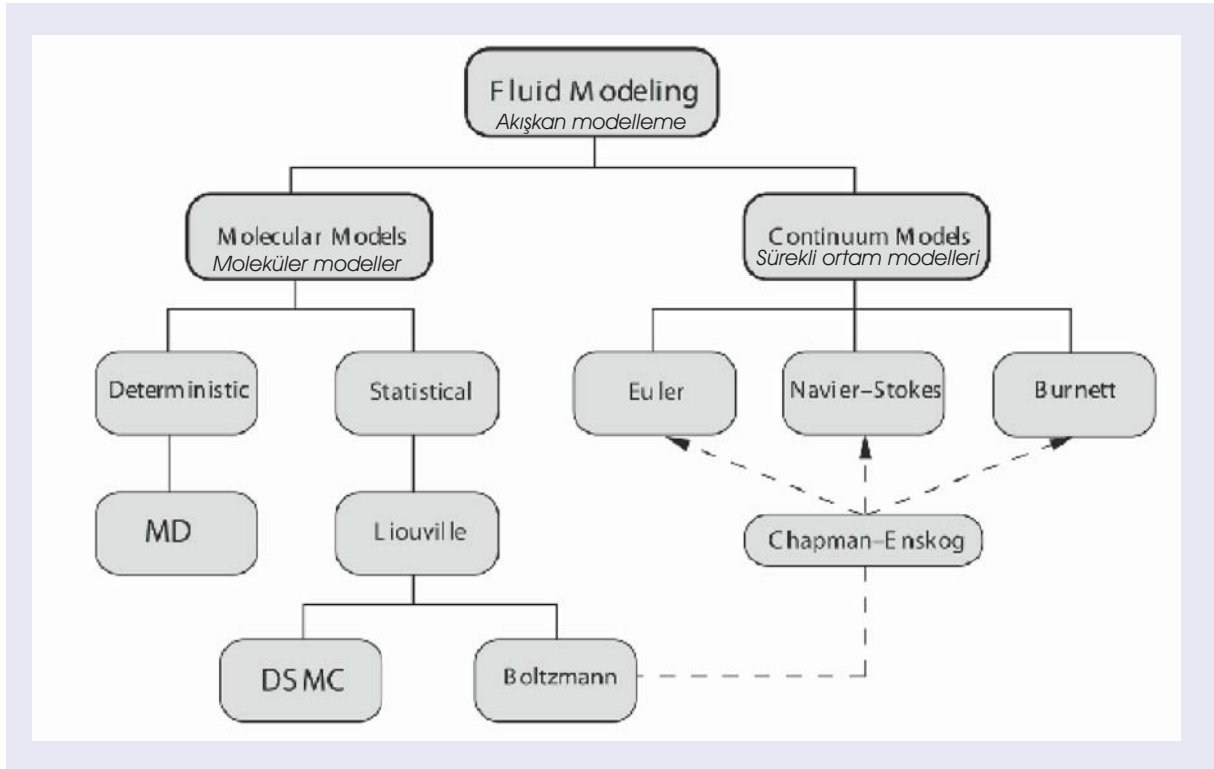 Fluid Modeling
Akışkan modelleme
Molecular Models
Moleküler modeller
Continuum Models
Sürekli ortam modelleri
Deterministic
Statistical
Euler
Navier–Stokes
Burnett
MD
Liouville
Chapman–Enskog
DSMC
Boltzmann